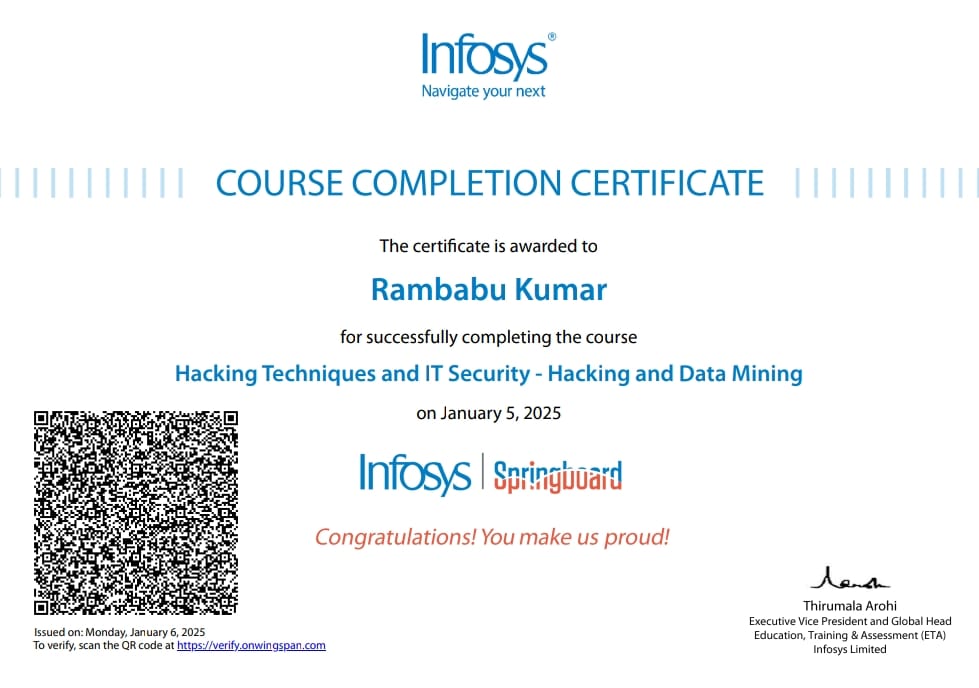 Infosys®
Navigate your next
COURSE COMPLETION CERTIFICATE
The certificate is awarded to
Rambabu Kumar
for successfully completing the course
Hacking Techniques and IT Security - Hacking and Data Mining
on January 5, 2025
Infosys | Springboard
Congratulations! You make us proud!
Issued on: Monday, January 6, 2025
To verify, scan the QR code at https://verify.onwingspan.com
Thirumala Arohi
Executive Vice President and Global Head
Education, Training & Assessment (ETA)
Infosys Limited